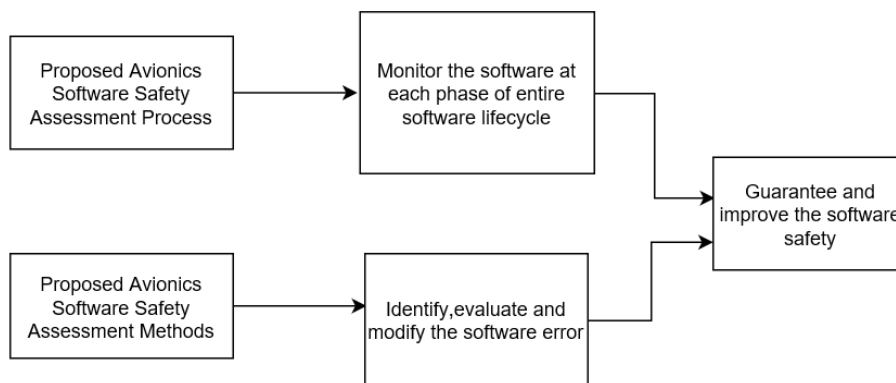 Proposed Avionics
Software Safety
Assessment Process
Monitor the software at
each phase of entire
software lifecycle
Guarantee and
improve the software
safety
Proposed Avionics
Software Safety
Assessment Methods
Identify,evaluate and
modify the software error